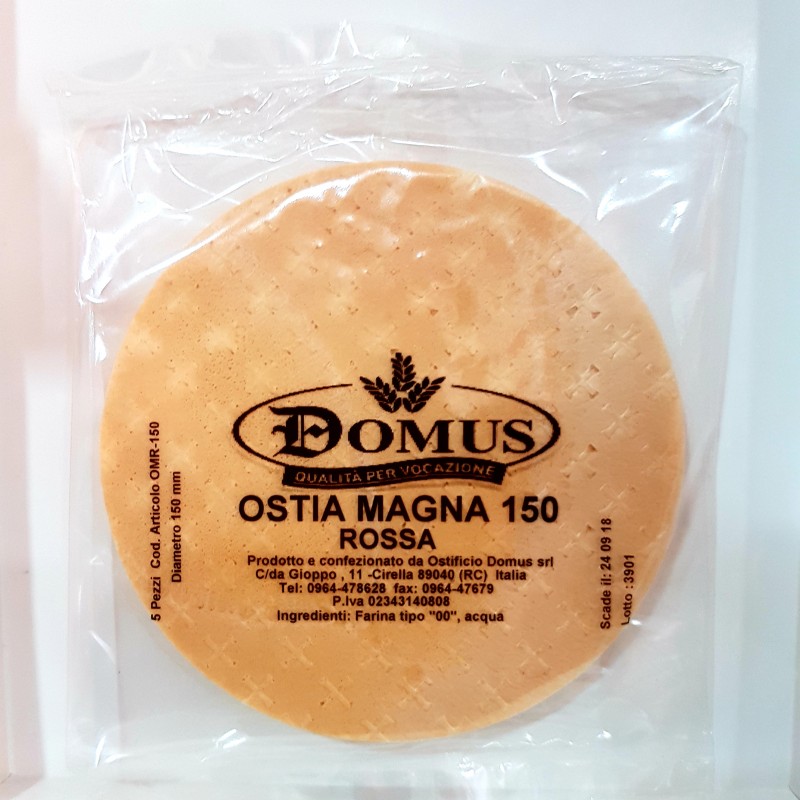 DOMUS
QUALITÀ PER VOCAZIONE
OSTIA MAGNA 150
ROSSA
Prodotto e confezionato da Ostificio Domus srl
C/da Gioppo , 11 -Cirella 89040 (RC) Italia
Tel: 0964-478628 fax: 0964-47679
P.Iva 02343140808
Ingredienti: Farina tipo "00", acqua
5 Pezzi Cod. Articolo OMR-150
Diametro 150 mm
Scade il: 24 09 18
Lotto :3901